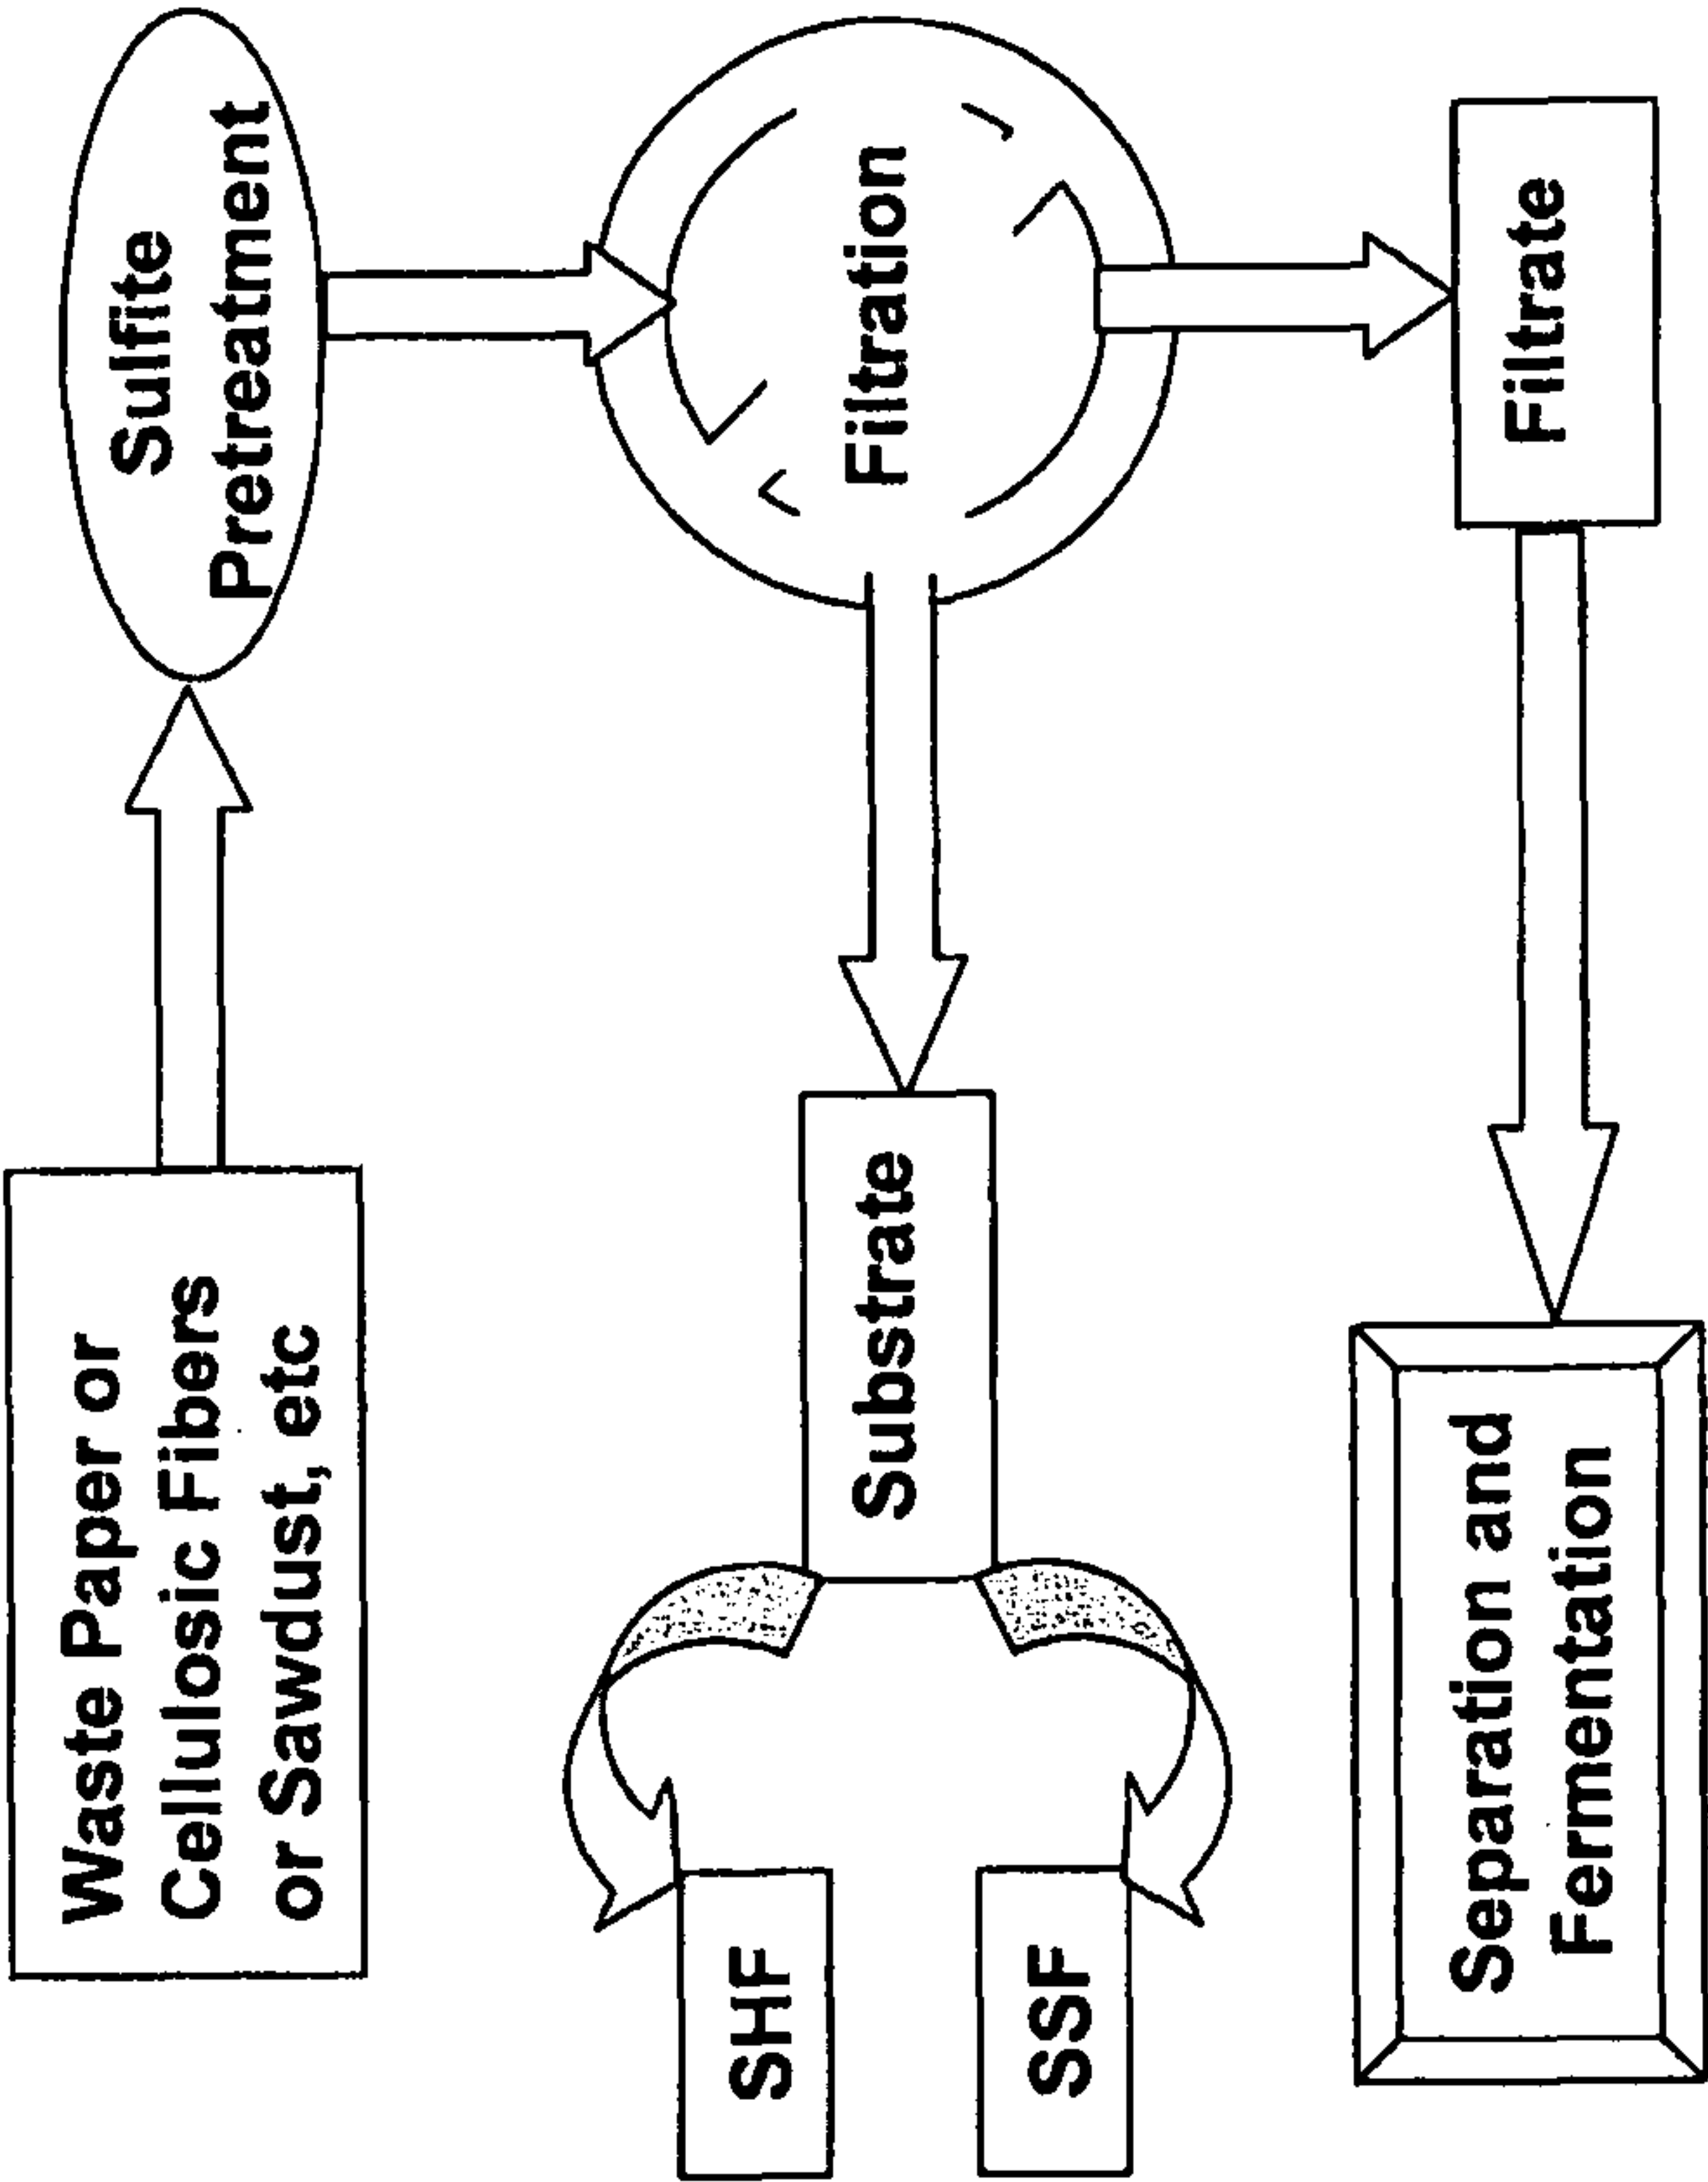 Waste Paper or
Cellulosic Fibers
or Sawdust, etc
Sulfite
Pretreatment
SHF
Substrate
Filtration
SSF
Separation and
Fermentation
Filtrate